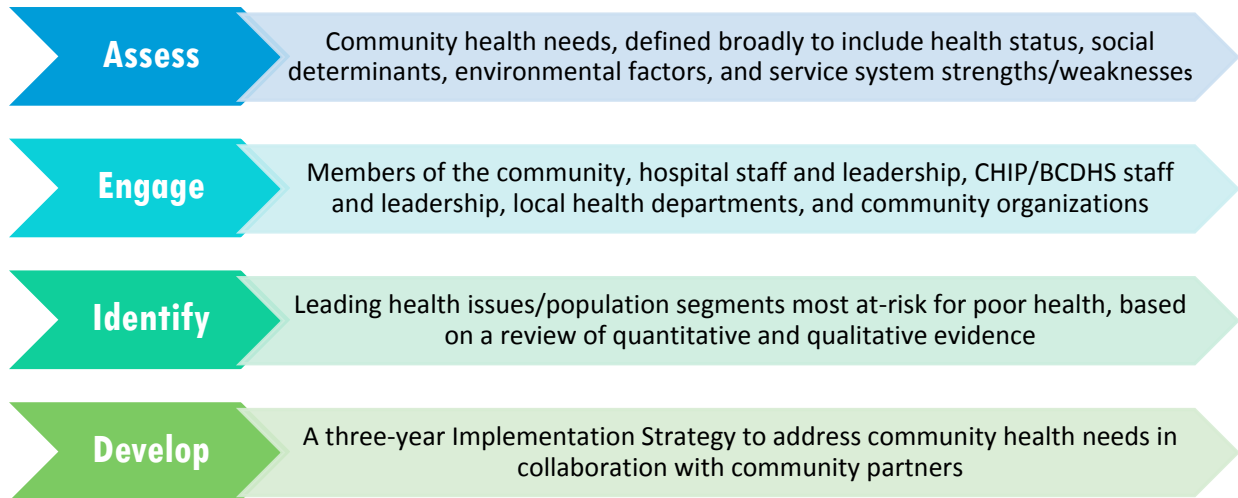 Assess
Community health needs, defined broadly to include health status, social
determinants, environmental factors, and service system strengths/weaknesses
Engage
Members of the community, hospital staff and leadership, CHIP/BCDHS staff
and leadership, local health departments, and community organizations
Identify
Leading health issues/population segments most at-risk for poor health, based
on a review of quantitative and qualitative evidence
Develop
A three-year Implementation Strategy to address community health needs in
collaboration with community partners